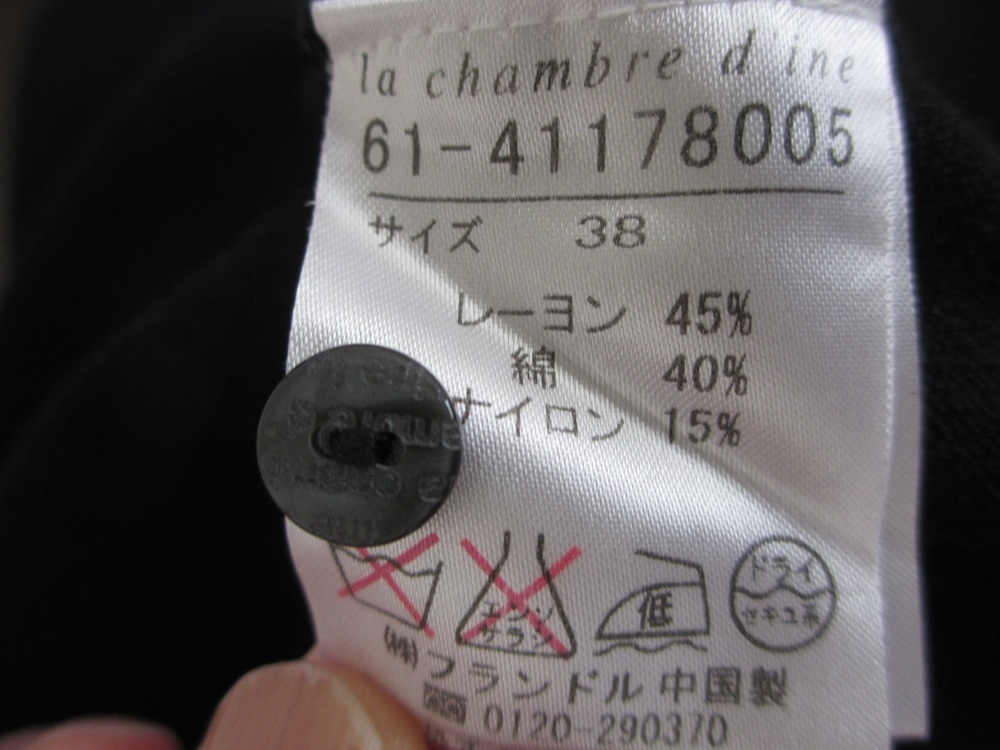 la chambre d'ine
61-41178005
サイズ 38
レーヨン 45%
綿 40%
ナイロン 15%
エンソ
サラシ
低
ドライ
セキユ系
(株)フランドル 中国製
0120-290370